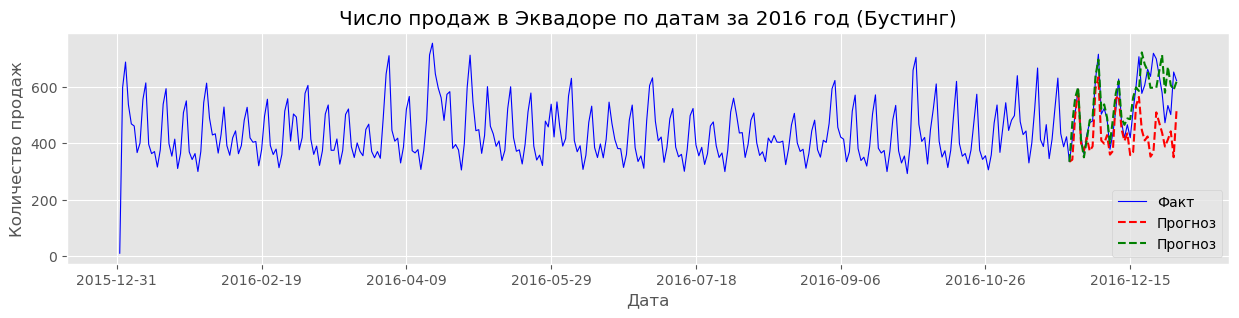 Число продаж в Эквадоре по датам за 2016 год (Бустинг)
Количество продаж
600
400
200
0
Факт
Прогноз
Прогноз
2015-12-31 2016-02-19 2016-04-09 2016-05-29 2016-07-18 2016-09-06 2016-10-26 2016-12-15
Дата